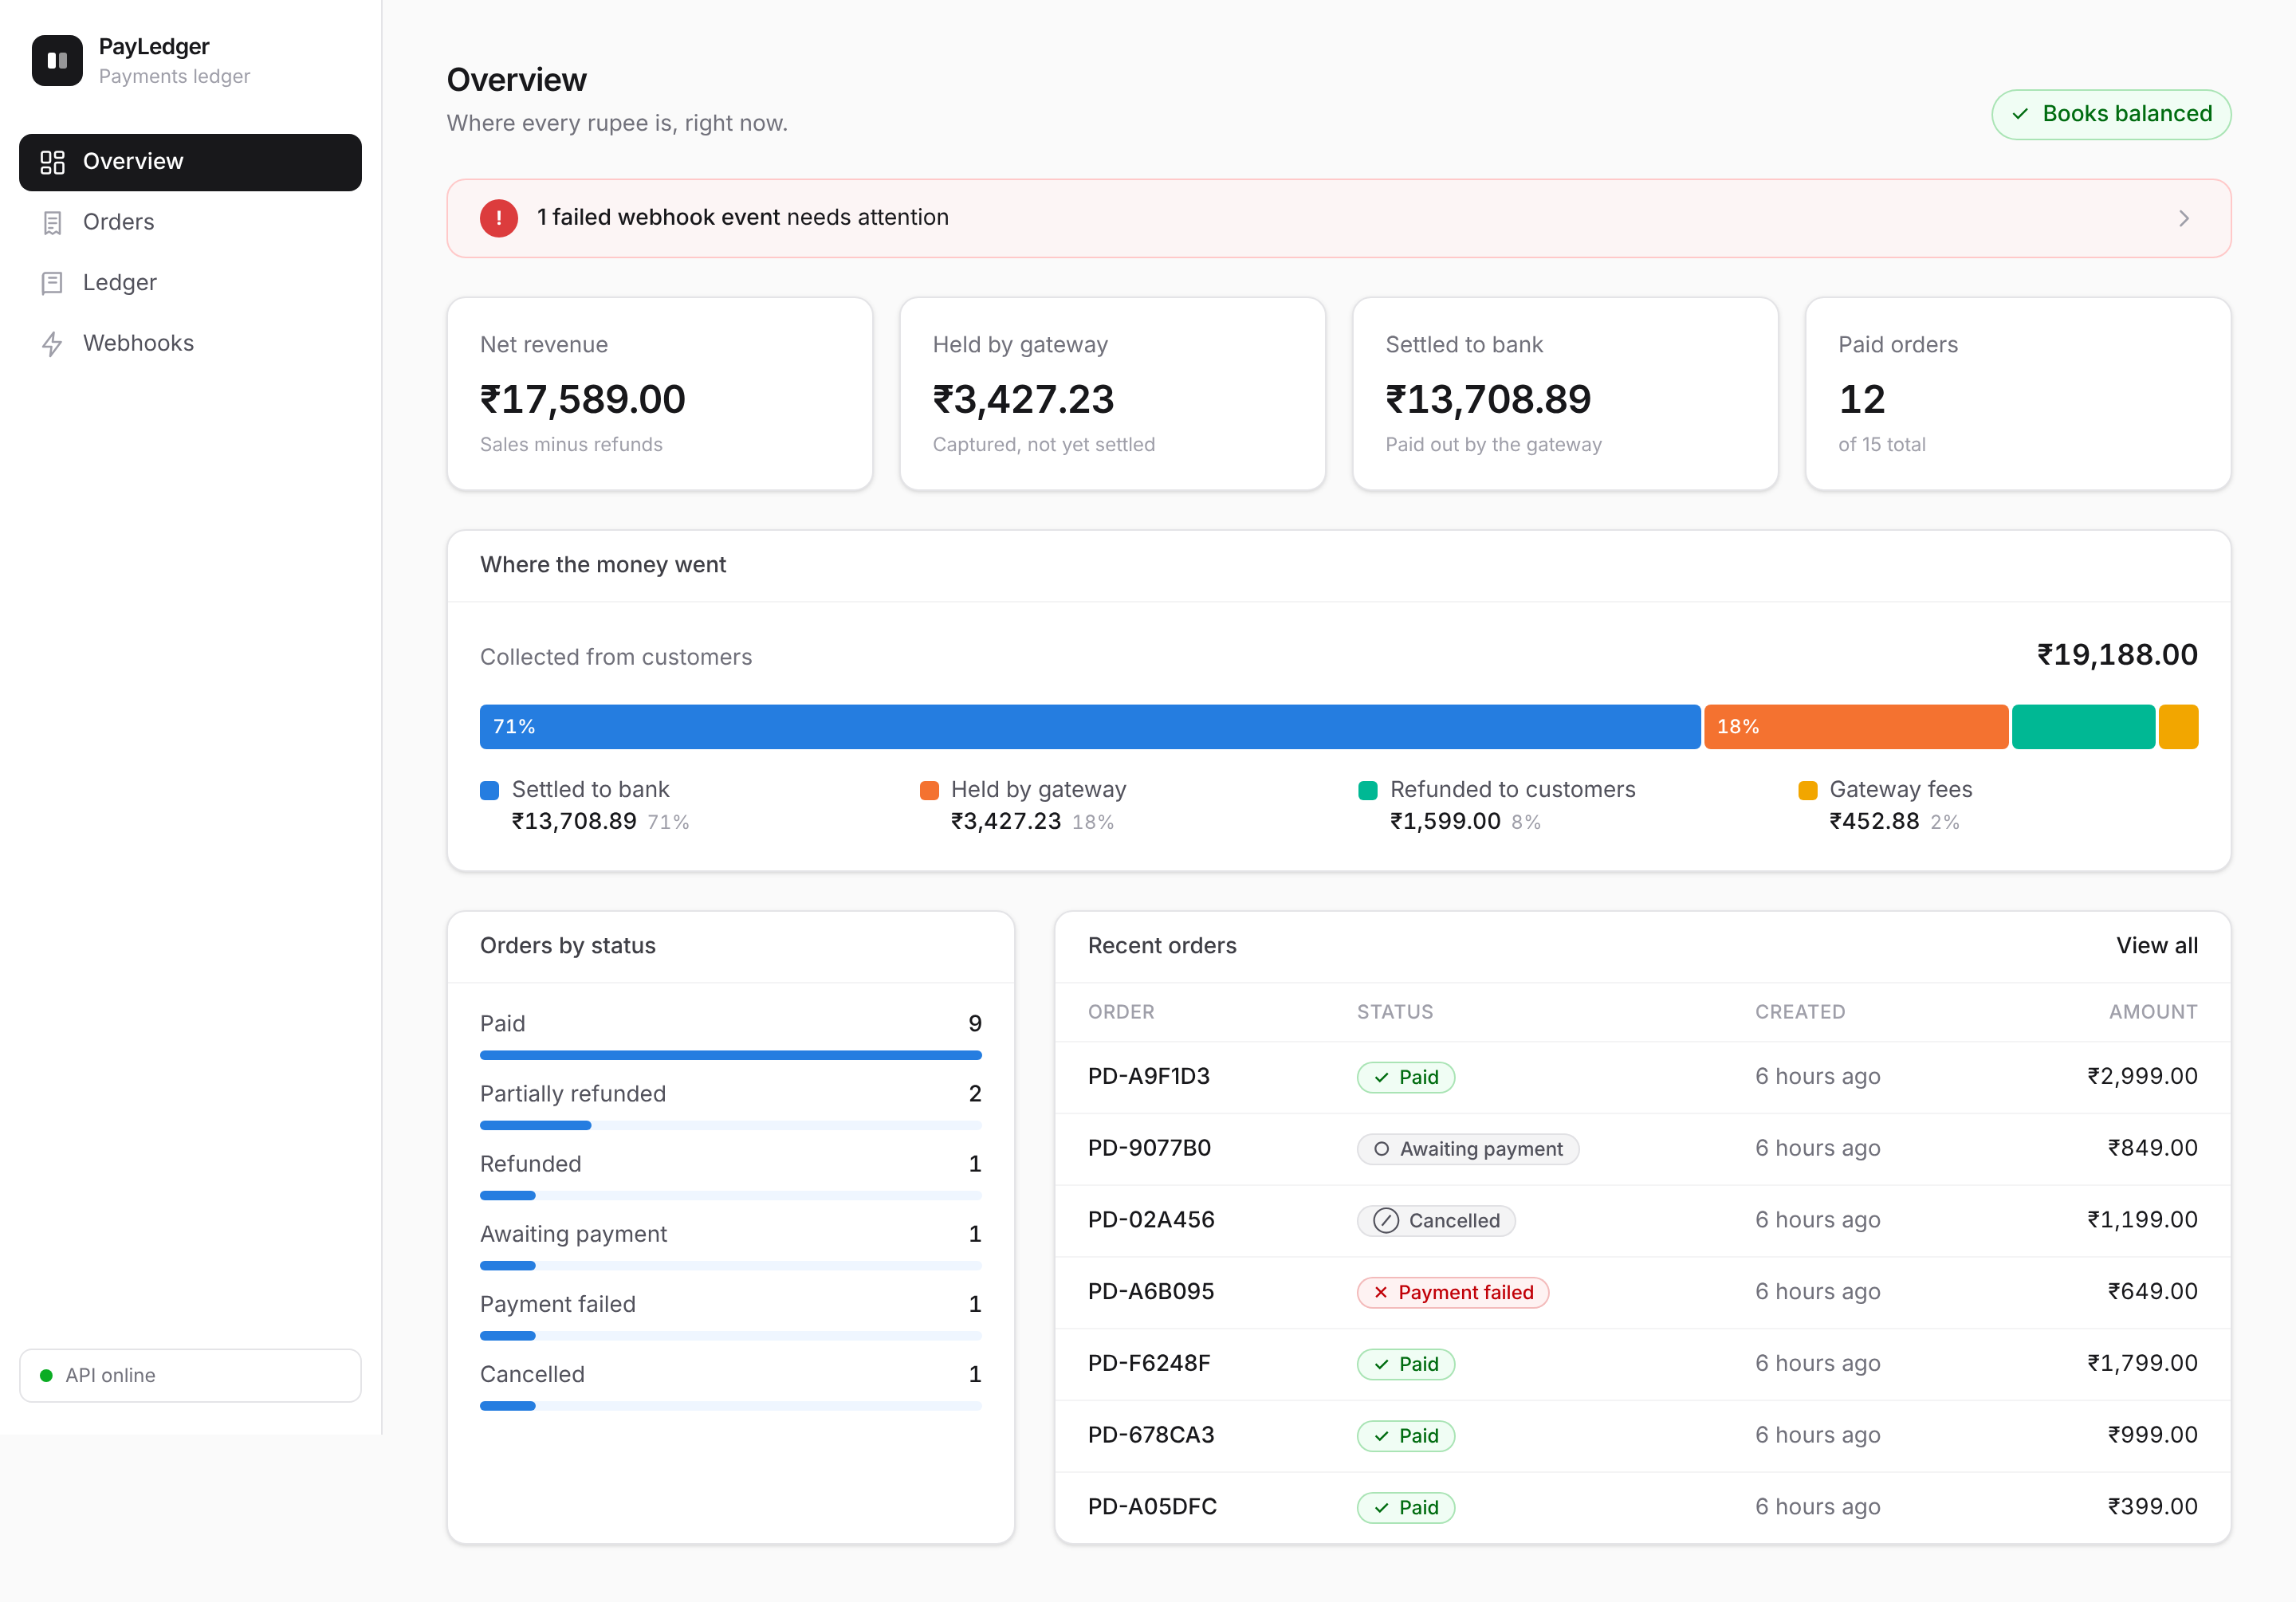 PayLedger
Payments ledger
Overview
Orders
Ledger
Webhooks
API online
Overview
Where every rupee is, right now.
Books balanced
1 failed webhook event needs attention
Net revenue
₹17,589.00
Sales minus refunds
Held by gateway
₹3,427.23
Captured, not yet settled
Settled to bank
₹13,708.89
Paid out by the gateway
Paid orders
12
of 15 total
Where the money went
Collected from customers ₹19,188.00
71% 18%
Settled to bank
₹13,708.89 71%
Held by gateway
₹3,427.23 18%
Refunded to customers
₹1,599.00 8%
Gateway fees
₹452.88 2%
Orders by status
Paid 9
Partially refunded 2
Refunded 1
Awaiting payment 1
Payment failed 1
Cancelled 1
Recent orders View all
ORDER STATUS CREATED AMOUNT
PD-A9F1D3 Paid 6 hours ago ₹2,999.00
PD-9077B0 Awaiting payment 6 hours ago ₹849.00
PD-02A456 Cancelled 6 hours ago ₹1,199.00
PD-A6B095 Payment failed 6 hours ago ₹649.00
PD-F6248F Paid 6 hours ago ₹1,799.00
PD-678CA3 Paid 6 hours ago ₹999.00
PD-A05DFC Paid 6 hours ago ₹399.00